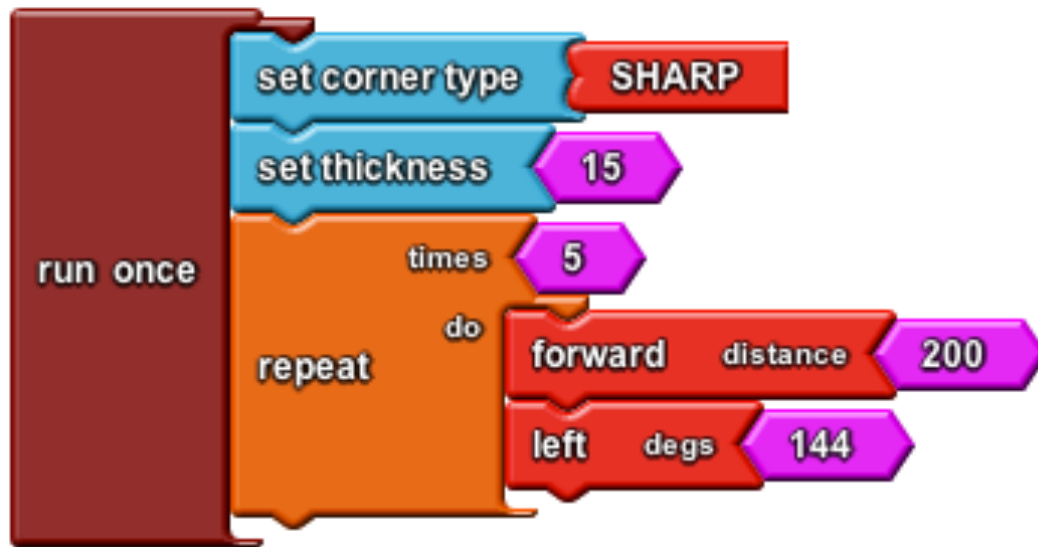 set corner type SHARP
set thickness 15
run once
times 5
do
repeat
forward distance 200
left degs 144